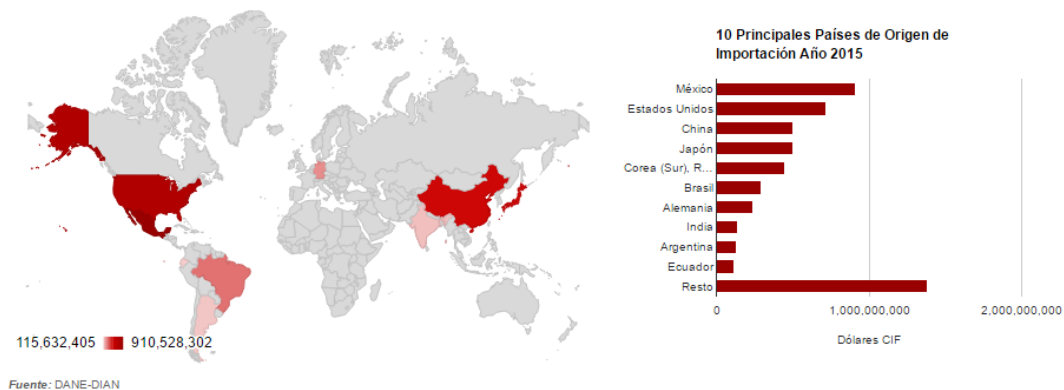 10 Principales Países de Origen de
Importación Año 2015
México
Estados Unidos
China
Japón
Corea (Sur), R...
Brasil
Alemania
India
Argentina
Ecuador
Resto
0
1,000,000,000
2,000,000,000
Dólares CIF
115,632,405
910,528,302
Fuente: DANE-DIAN